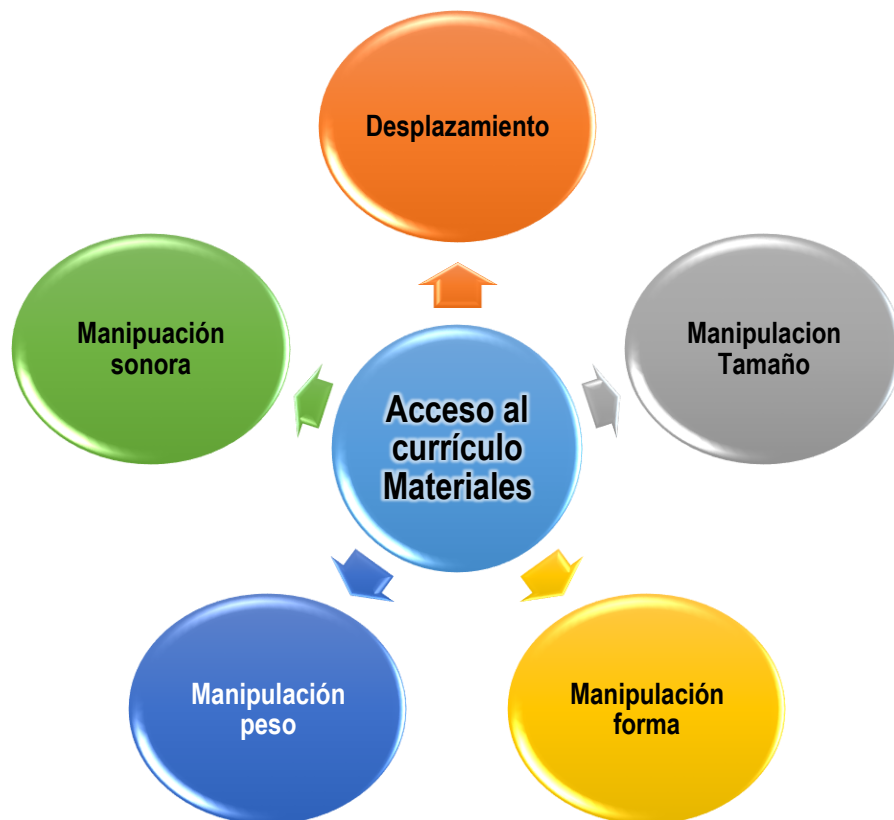 Desplazamiento
Manipuación
sonora
Manipulacion
Tamaño
Acceso al
currículo
Materiales
Manipulación
peso
Manipulación
forma